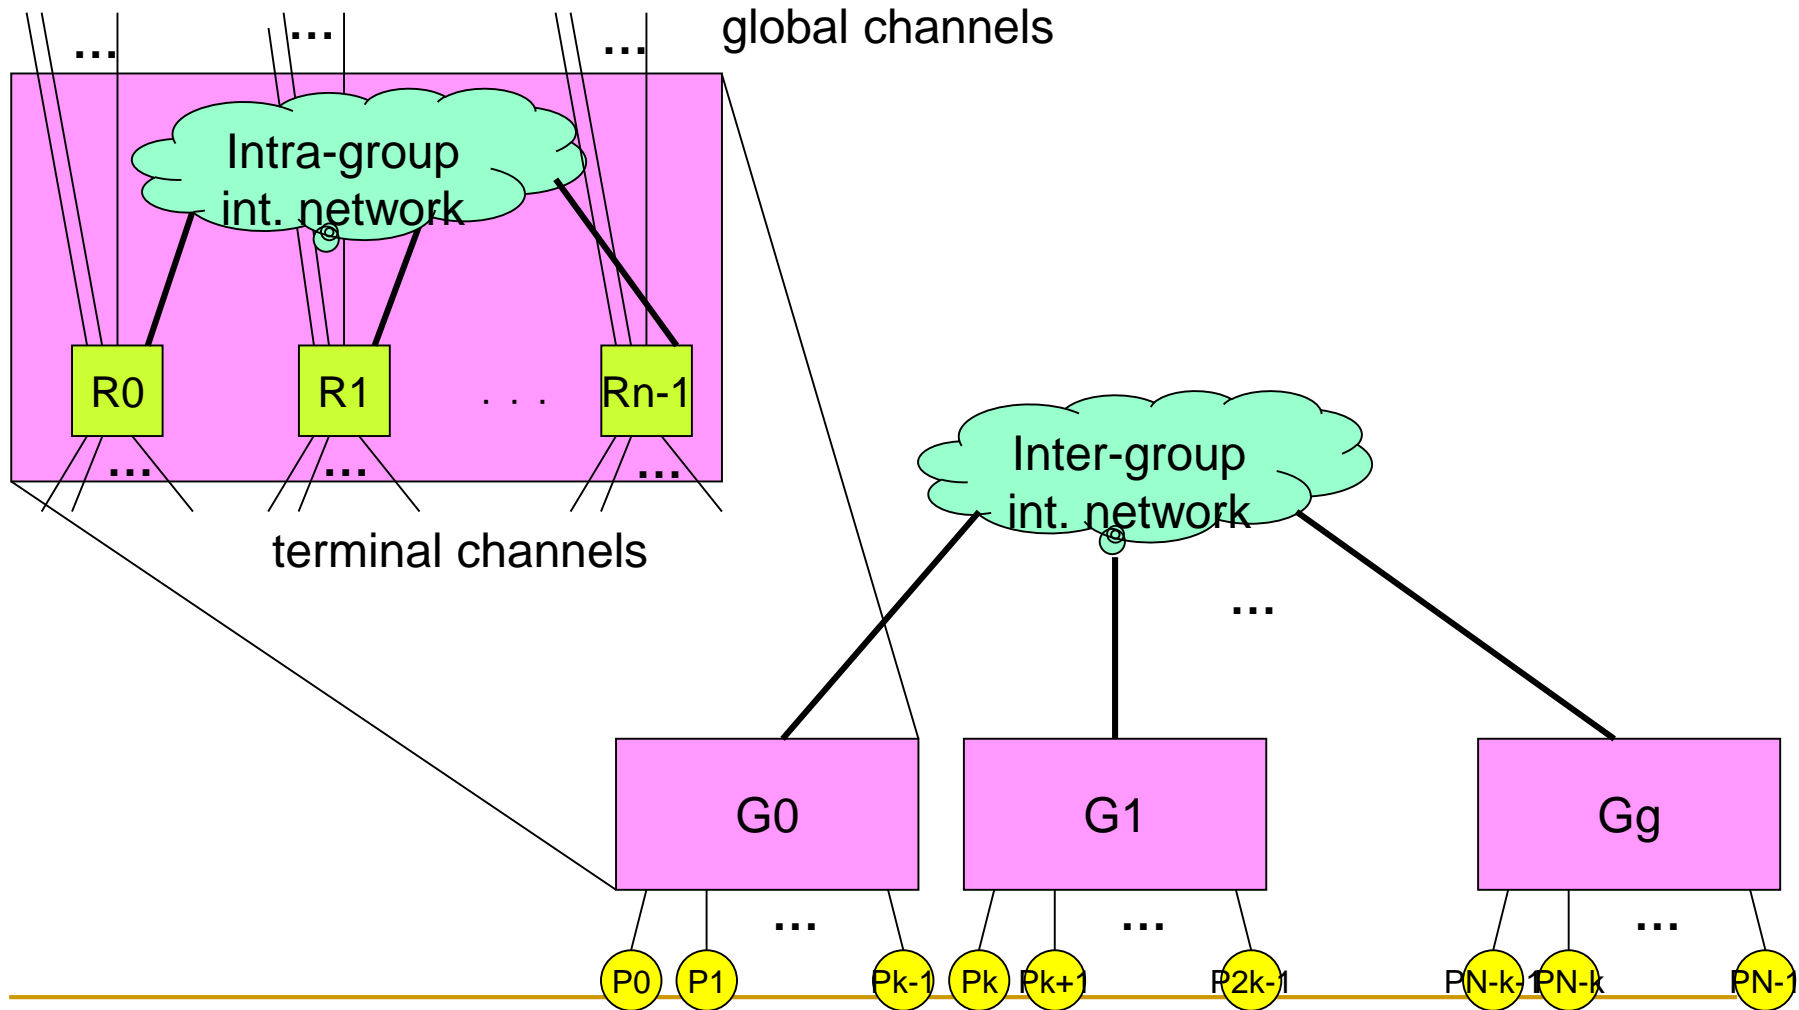 global channels
...
...
...
Intra-group
int. network
R0
R1
. . .
Rn-1
...
...
...
terminal channels
Inter-group
int. network
...
G0
G1
Gg
...
...
...
P0
P1
Pk-1
Pk
Pk+1
P2k-1
PN-k-1
PN-k
PN-1